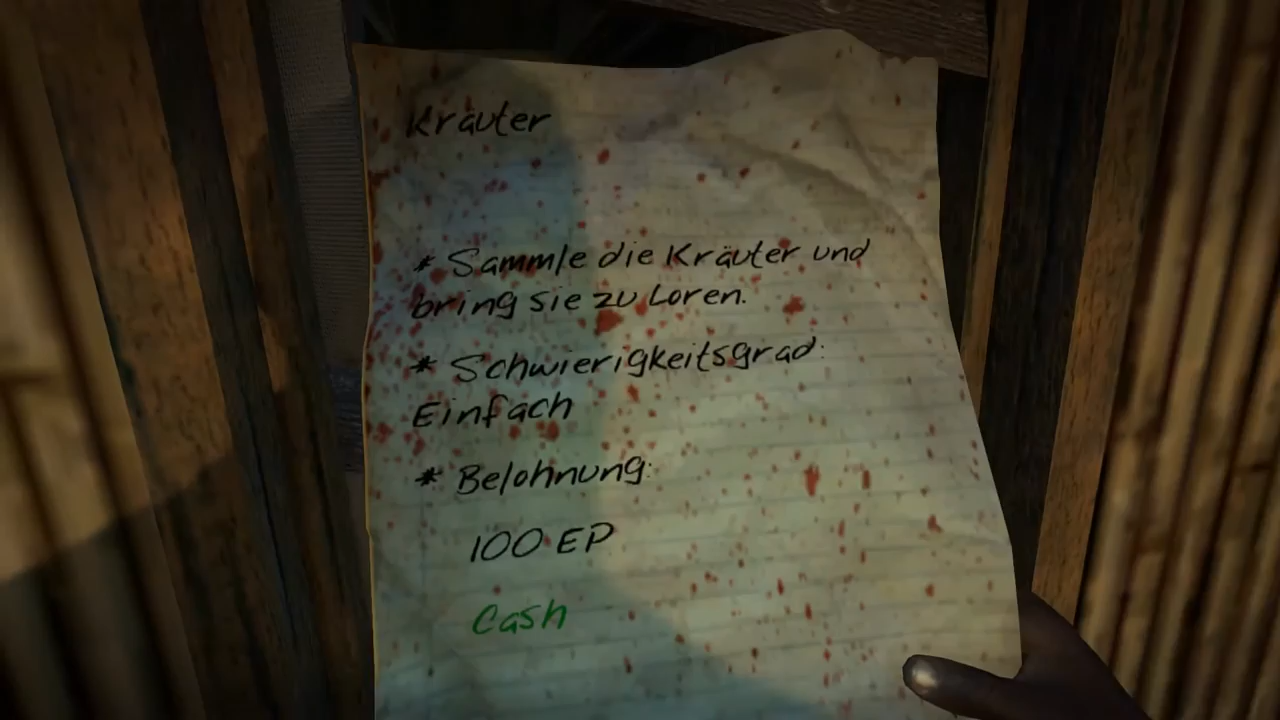 Kräuter
* Sammle die Kräuter und
bring sie zu Loren.
* Schwierigkeitsgrad:
Einfach
* Belohnung:
100 EP
Cash